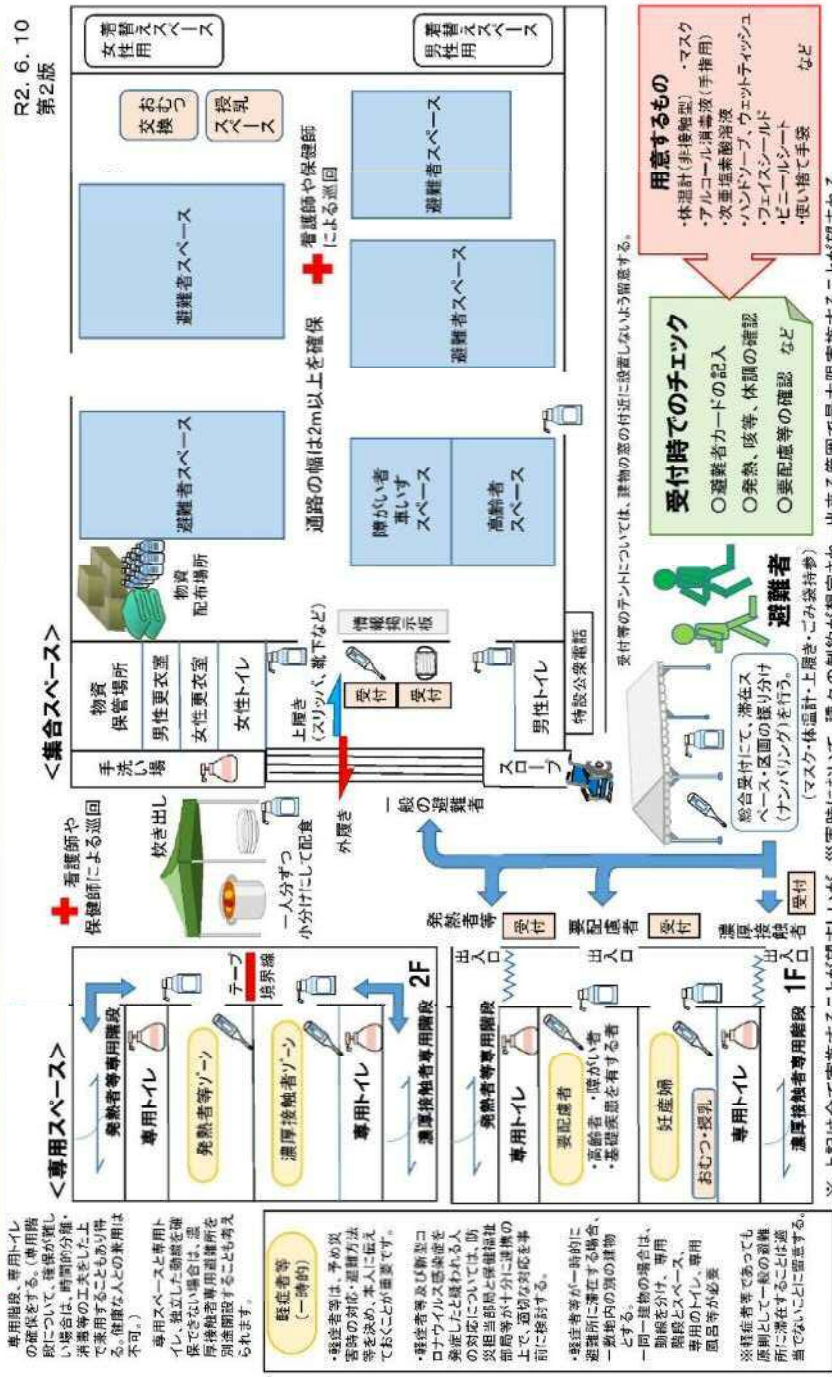 R2. 6. 10
第2版
＜専用スペース＞
専用階段、専用トイレ
の確保をする。（専用階
段について、確保が難し
い場合は、時間的分離・
消毒等の工夫をした上
で兼用することもあり得
る。健康な人との兼用は
不可。）
専用スペースと専用ト
イレ、独立した動線を確
保できない場合は、濃
厚接触者専用避難所を
別途開設することも考え
られます。
軽症者等
（一時的）
・軽症者等は、予め災
害時の対応・避難方法
等を決め、本人に伝え
ておくことが重要です。
・軽症者等及び新型コ
ロナウイルス感染症を
発症したと疑われる人
の対応については、防
災担当部局と保健福祉
部局等が十分に連携の
上で、適切な対応を事
前に検討する。
・軽症者等が一時的に
避難所に滞在する場合、
一敷地内の別の建物
とする。
一同一建物の場合は、
動線を分け、専用
階段とスペース、
専用のトイレ、専用
風呂等が必要
※軽症者等であっても
原則として一般の避難
所に滞在することは適
当でないことに留意する。
発熱者等専用階段
専用トイレ
発熱者等ゾーン
テープ
境界線
濃厚接触者ゾーン
専用トイレ
濃厚接触者専用階段
2F
発熱者等専用階段
出入口
専用トイレ
要配慮者
・高齢者 ・障がい者
・基礎疾患を有する者
出入口
妊産婦
おむつ・授乳
専用トイレ
濃厚接触者専用階段
出入口
1F
看護師や
保健師による巡回
炊き出し
一人分ずつ
小分けにして配食
発熱者等
受付
要配慮者
受付
濃厚接触者
受付
一般の避難者
＜集合スペース＞
手洗い場
スロープ
物資
保管場所
男性更衣室
女性更衣室
女性トイレ
外履き
上履き
（スリッパ、靴下など）
受付
受付
情報掲示板
男性トイレ
特設公衆電話
物資
配布場所
避難者スペース
避難者スペース
おむつ
交換
授乳
スペース
女性用
着替えスペース
男性用
着替えスペース
通路の幅は2m以上を確保
看護師や保健師
による巡回
障がい者
車いす
スペース
高齢者
スペース
避難者スペース
避難者スペース
受付等のテントについては、建物の窓の付近に設置しないよう留意する。
総合受付にて、滞在ス
ペース・区画の振り分け
（ナンバリング）を行う。
避難者
（マスク・体温計・上履き・ごみ袋持参）
受付時でのチェック
○避難者カードの記入
○発熱、咳等、体調の確認
○要配慮等の確認 など
用意するもの
・体温計（非接触型） ・マスク
・アルコール消毒液（手指用）
・次亜塩素酸溶液
・ハンドソープ、ウェットティッシュ
・フェイスシールド
・ビニールシート
・使い捨て手袋 など
※ 上記は全て実施することが望ましいが、災害時において、種々の制約が想定され、出来る範囲で最大限実施することが望まれる